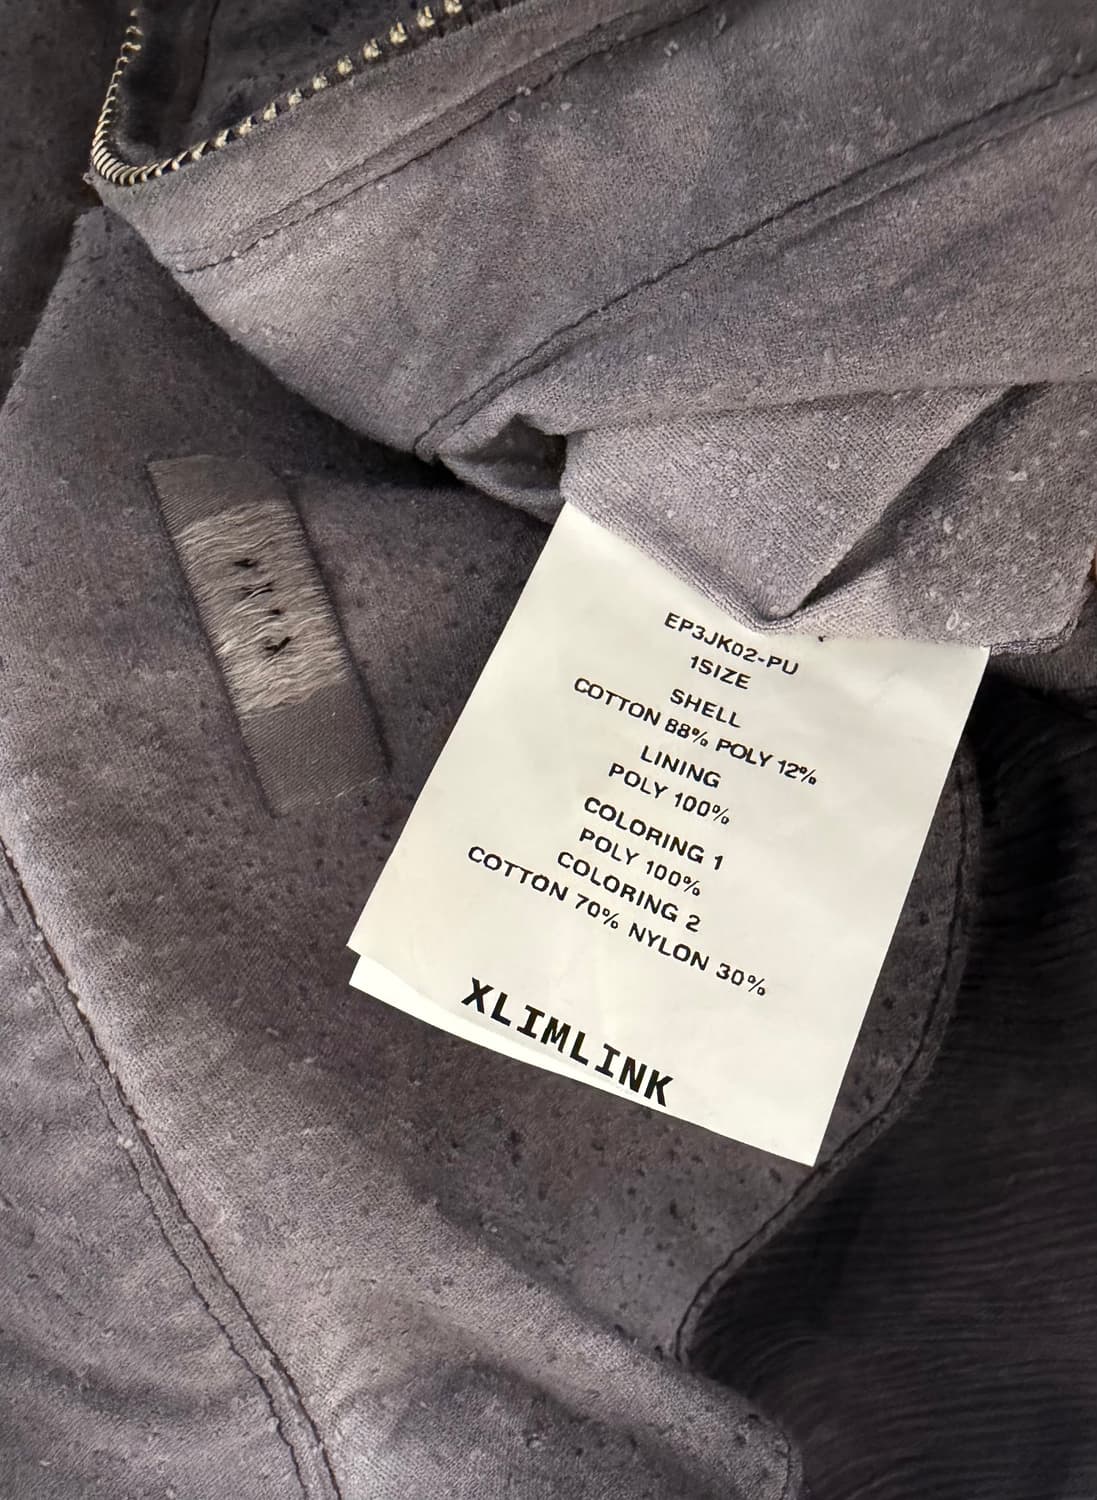 EP3JK02-PU
1SIZE
SHELL
COTTON 88% POLY 12%
LINING
POLY 100%
COLORING 1
POLY 100%
COLORING 2
COTTON 70% NYLON 30%
XLIMLINK